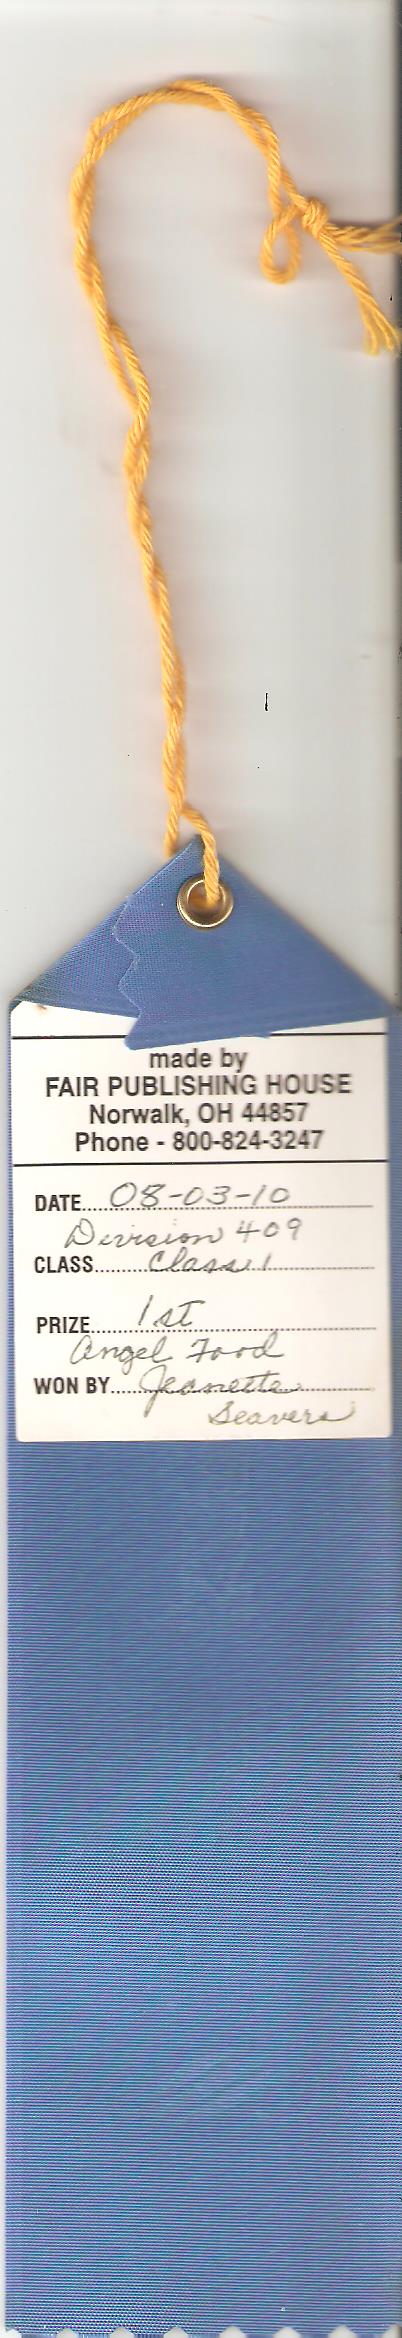 made by
FAIR PUBLISHING HOUSE
Norwalk, OH 44857
Phone - 800-824-3247
DATE....08-03-10
Division 409
CLASS....Class 1
PRIZE....1st
Angel Food
WON BY....Jeanette
Seavers